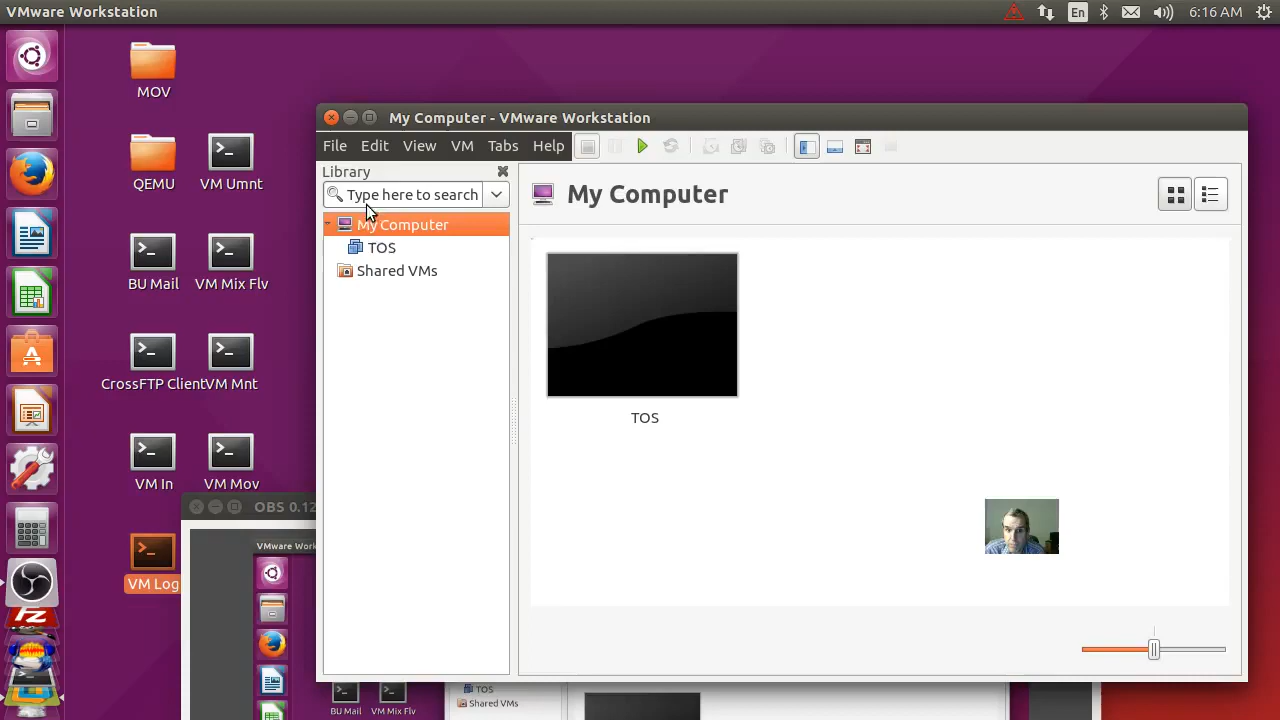 VMware Workstation
En
6:16 AM
MOV
QEMU
VM Umnt
BU Mail
VM Mix Flv
CrossFTP Client
VM Mnt
VM In
VM Mov
VM Log
My Computer - VMware Workstation
File Edit View VM Tabs Help
Library
Type here to search
My Computer
TOS
Shared VMs
My Computer
TOS
OBS 0.12
VMware Work
BU Mail
VM Mix Flv
TOS
Shared VMs